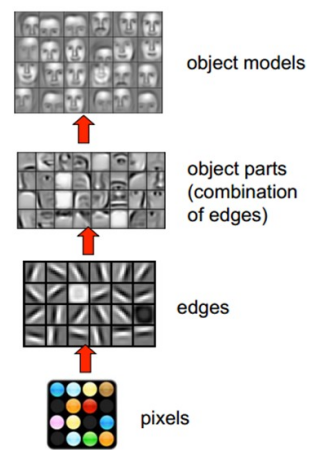 object models
object parts
(combination
of edges)
edges
pixels